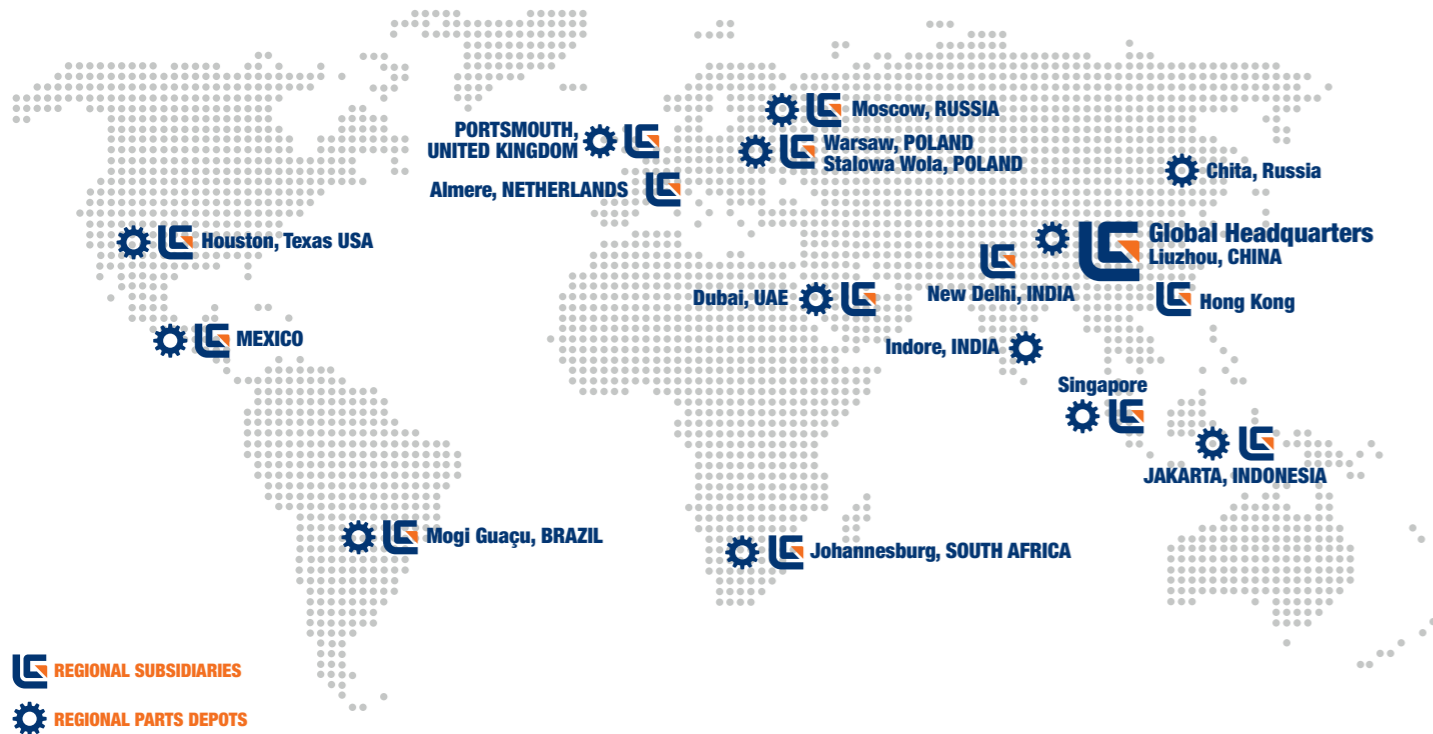 Moscow, RUSSIA
PORTSMOUTH,
UNITED KINGDOM
Warsaw, POLAND
Stalowa Wola, POLAND
Chita, Russia
Almere, NETHERLANDS
Houston, Texas USA
Global Headquarters
Liuzhou, CHINA
New Delhi, INDIA
Dubai, UAE
Hong Kong
MEXICO
Indore, INDIA
Singapore
JAKARTA, INDONESIA
Mogi Guaçu, BRAZIL
Johannesburg, SOUTH AFRICA
REGIONAL SUBSIDIARIES
REGIONAL PARTS DEPOTS